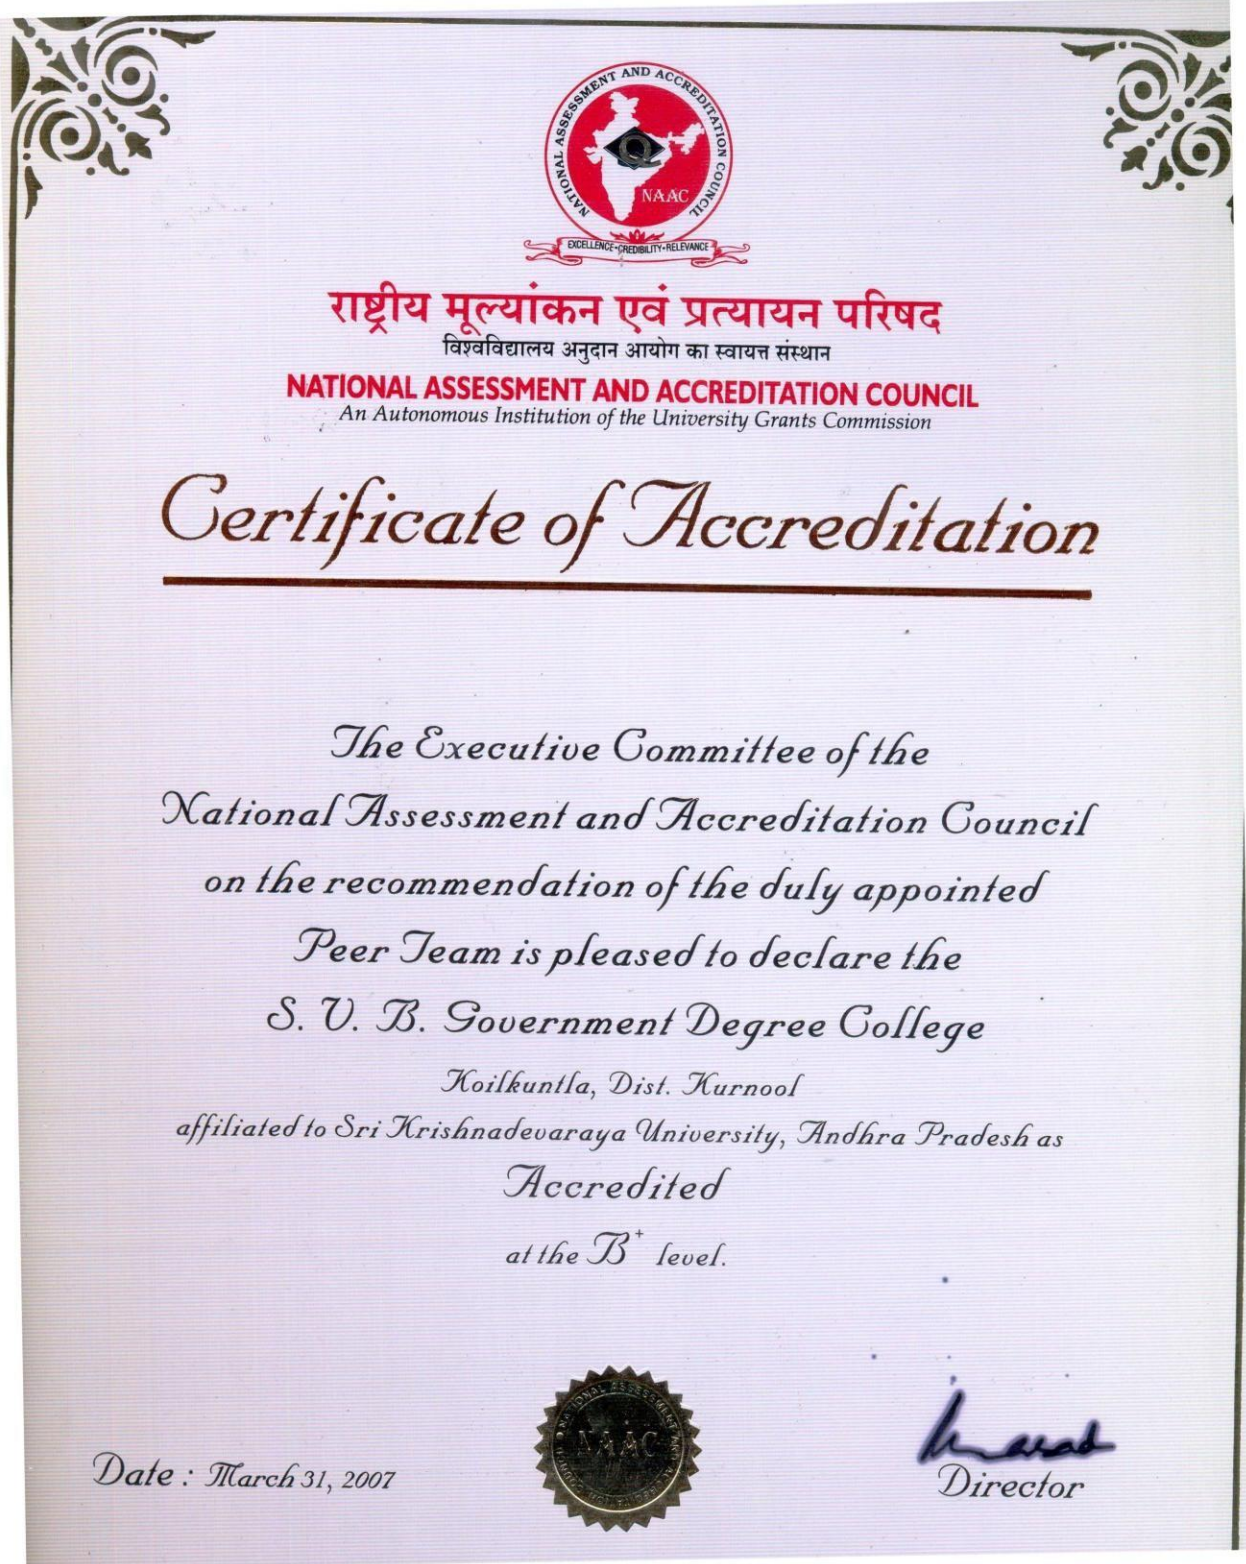 NATIONAL ASSESSMENT AND ACCREDITATION COUNCIL
Q
NAAC
EXCELLENCE•CREDIBILITY•RELEVANCE
राष्ट्रीय मूल्यांकन एवं प्रत्यायन परिषद
विश्वविद्यालय अनुदान आयोग का स्वायत्त संस्थान
NATIONAL ASSESSMENT AND ACCREDITATION COUNCIL
An Autonomous Institution of the University Grants Commission
Certificate of Accreditation
The Executive Committee of the
National Assessment and Accreditation Council
on the recommendation of the duly appointed
Peer Team is pleased to declare the
S. V. B. Government Degree College
Koilkuntla, Dist. Kurnool
affiliated to Sri Krishnadevaraya University, Andhra Pradesh as
Accredited
at the B+ level.
NATIONAL ASSESSMENT
NAAC
Date : March 31, 2007
Director